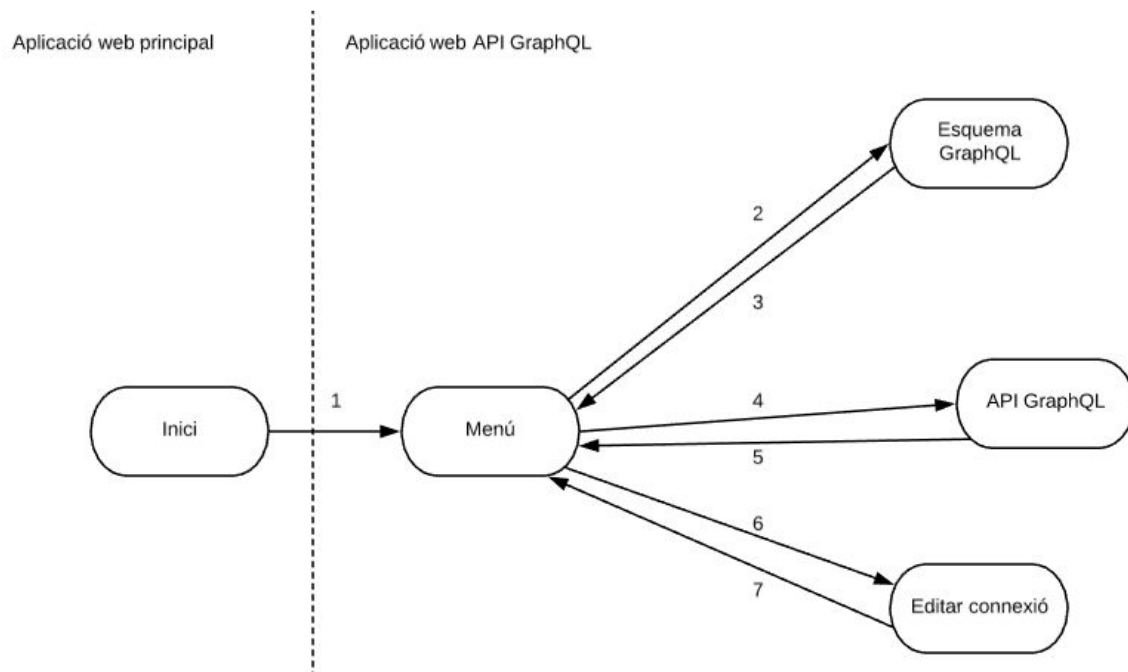 Aplicació web principal
Aplicació web API GraphQL
Esquema
GraphQL
2
3
1
4
API GraphQL
Inici
Menú
5
6
7
Editar connexió